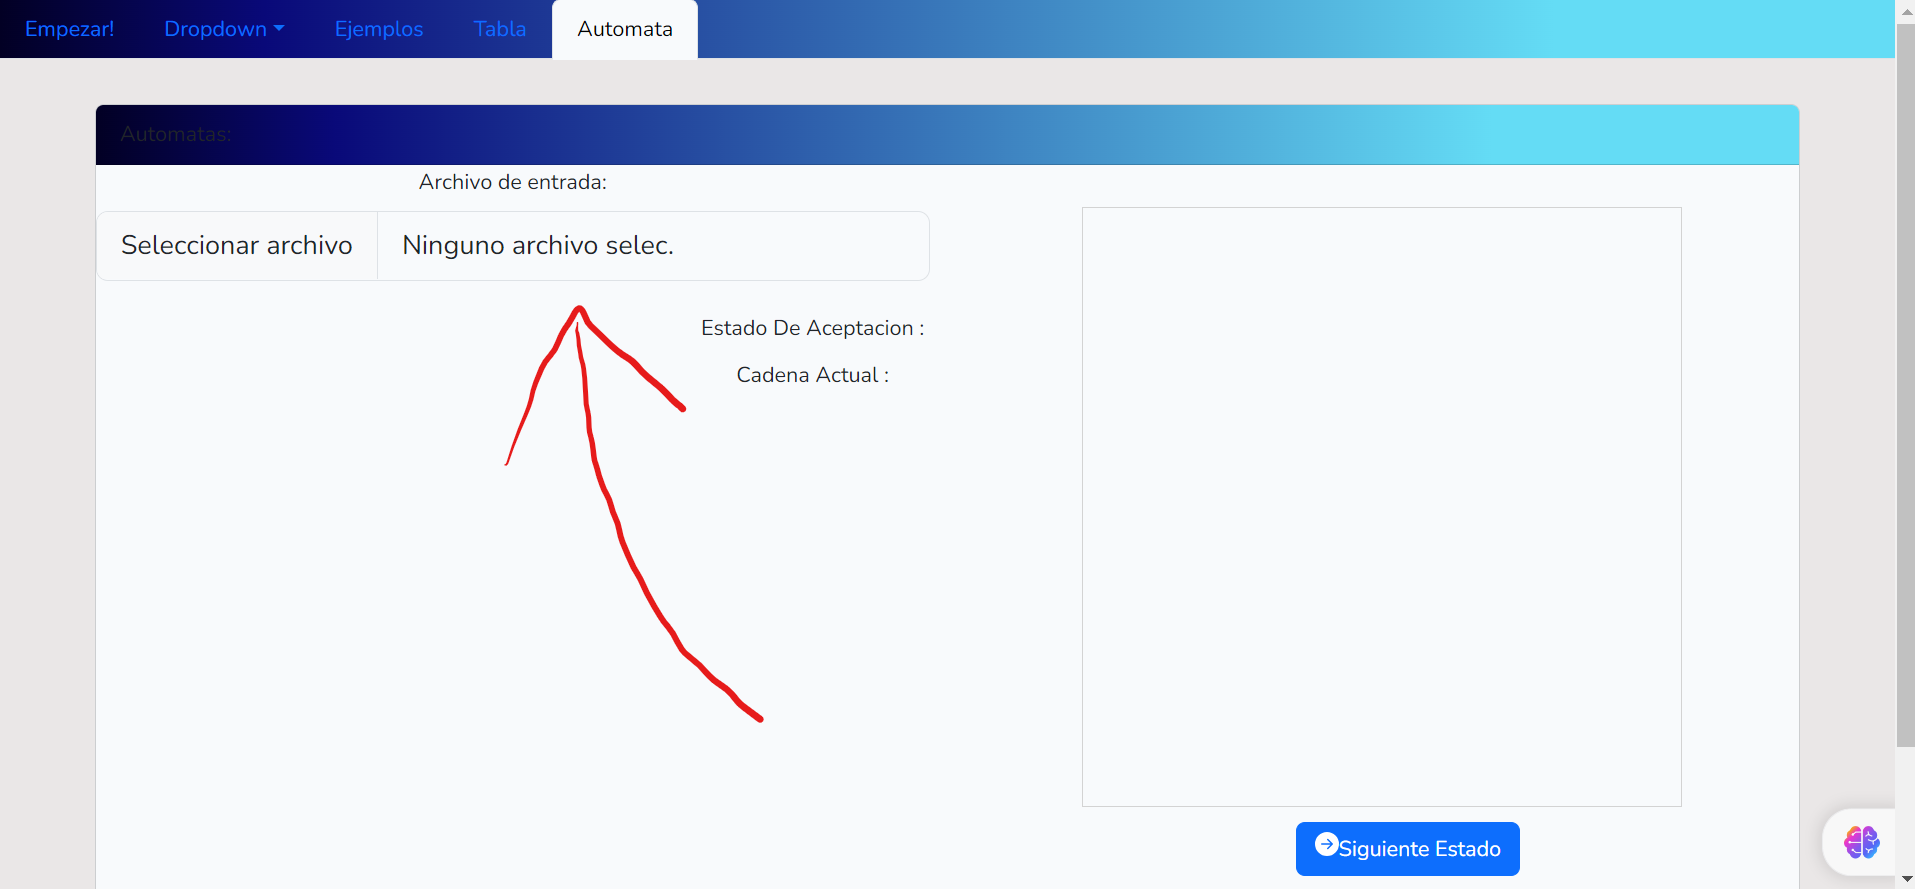 Empezar! Dropdown Ejemplos Tabla Automata
Automatas:
Archivo de entrada:
Seleccionar archivo Ninguno archivo selec.
Estado De Aceptacion :
Cadena Actual :
Siguiente Estado